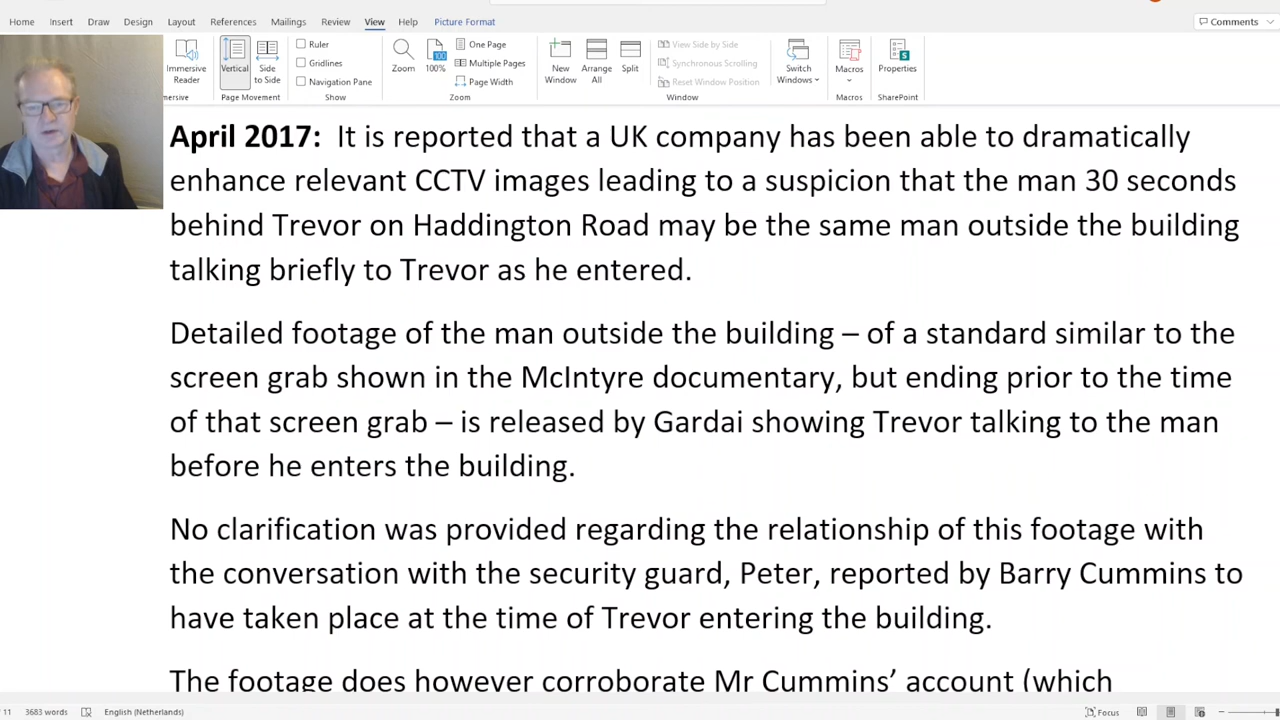 Home Insert Draw Design Layout References Mailings Review View Help Picture Format Comments
Immersive Reader Vertical Side to Side Ruler Gridlines Navigation Pane Zoom 100% One Page Multiple Pages Page Width New Window Arrange All Split View Side by Side Synchronous Scrolling Reset Window Position Switch Windows Macros Properties
mersive Page Movement Show Zoom Window Macros SharePoint
April 2017: It is reported that a UK company has been able to dramatically
enhance relevant CCTV images leading to a suspicion that the man 30 seconds
behind Trevor on Haddington Road may be the same man outside the building
talking briefly to Trevor as he entered.
Detailed footage of the man outside the building – of a standard similar to the
screen grab shown in the McIntyre documentary, but ending prior to the time
of that screen grab – is released by Gardai showing Trevor talking to the man
before he enters the building.
No clarification was provided regarding the relationship of this footage with
the conversation with the security guard, Peter, reported by Barry Cummins to
have taken place at the time of Trevor entering the building.
The footage does however corroborate Mr Cummins’ account (which
11 3683 words English (Netherlands) Focus